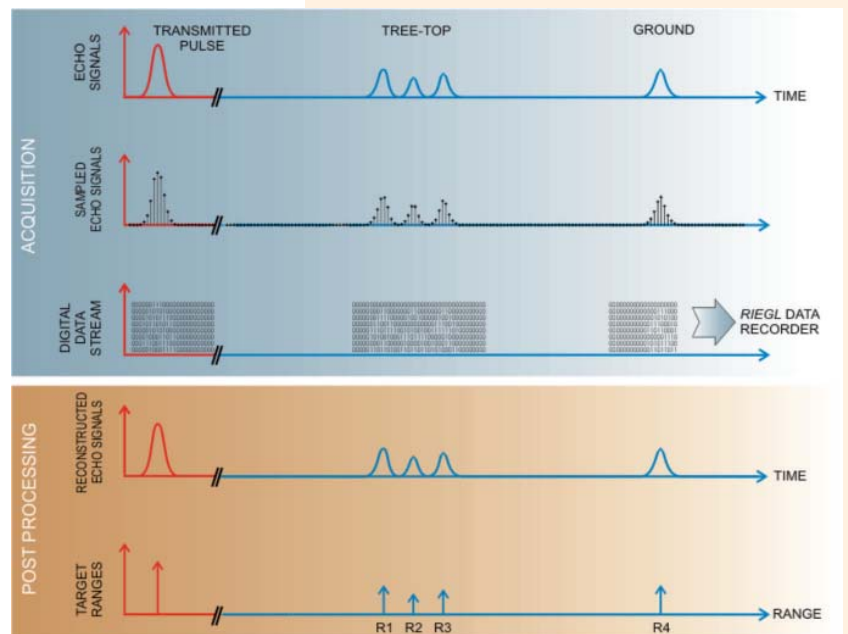 TRANSMITTED
PULSE
TREE-TOP
GROUND
ACQUISITION
ECHO
SIGNALS
TIME
SAMPLED
ECHO SIGNALS
DIGITAL
DATA
STREAM
RIEGL DATA
RECORDER
POST PROCESSING
RECONSTRUCTED
ECHO SIGNALS
TIME
TARGET
RANGES
R1 R2 R3 R4
RANGE